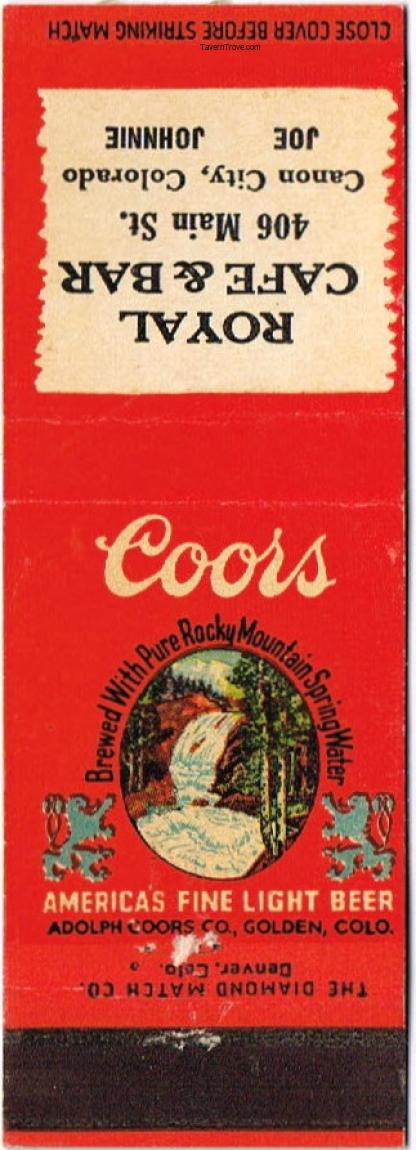 CLOSE COVER BEFORE STRIKING MATCH
TavernTrove.com
ROYAL
CAFE & BAR
406 Main St.
Canon City, Colorado
JOE JOHNNIE
Coors
Brewed With Pure Rocky Mountain Spring Water
AMERICA'S FINE LIGHT BEER
ADOLPH COORS CO., GOLDEN, COLO.
THE DIAMOND MATCH CO.
Denver, Colo.